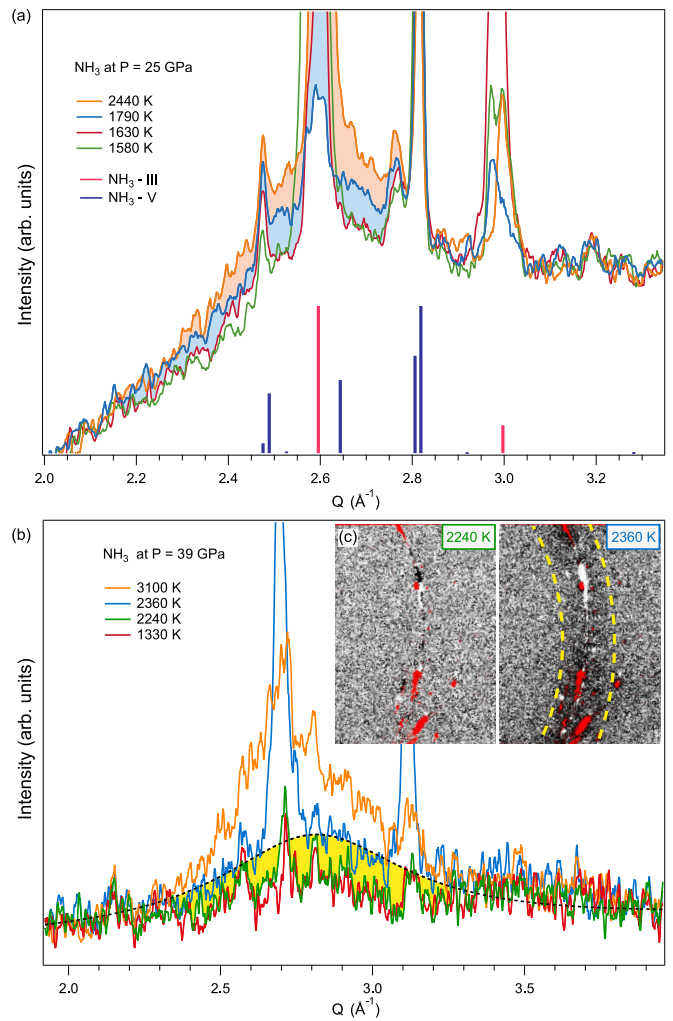 (a)
NH₃ at P = 25 GPa
2440 K
1790 K
1630 K
1580 K
NH₃ - III
NH₃ - V
Intensity (arb. units)
2.0 2.2 2.4 2.6 2.8 3.0 3.2
Q (Å⁻¹)
(b)
NH₃ at P = 39 GPa
3100 K
2360 K
2240 K
1330 K
(c)
2240 K
2360 K
Intensity (arb. units)
2.0 2.5 3.0 3.5
Q (Å⁻¹)